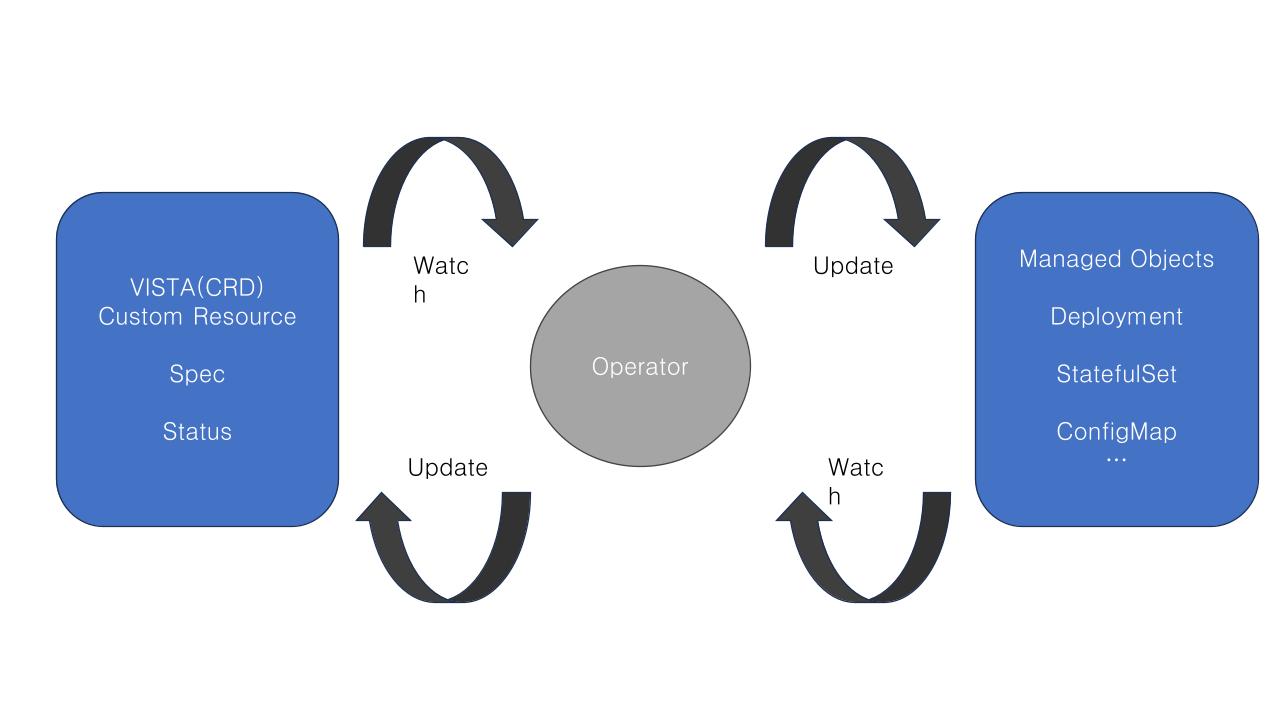 VISTA(CRD)
Custom Resource
Spec
Status
Watc
h
Update
Operator
Update
Watc
h
Managed Objects
Deployment
StatefulSet
ConfigMap
...